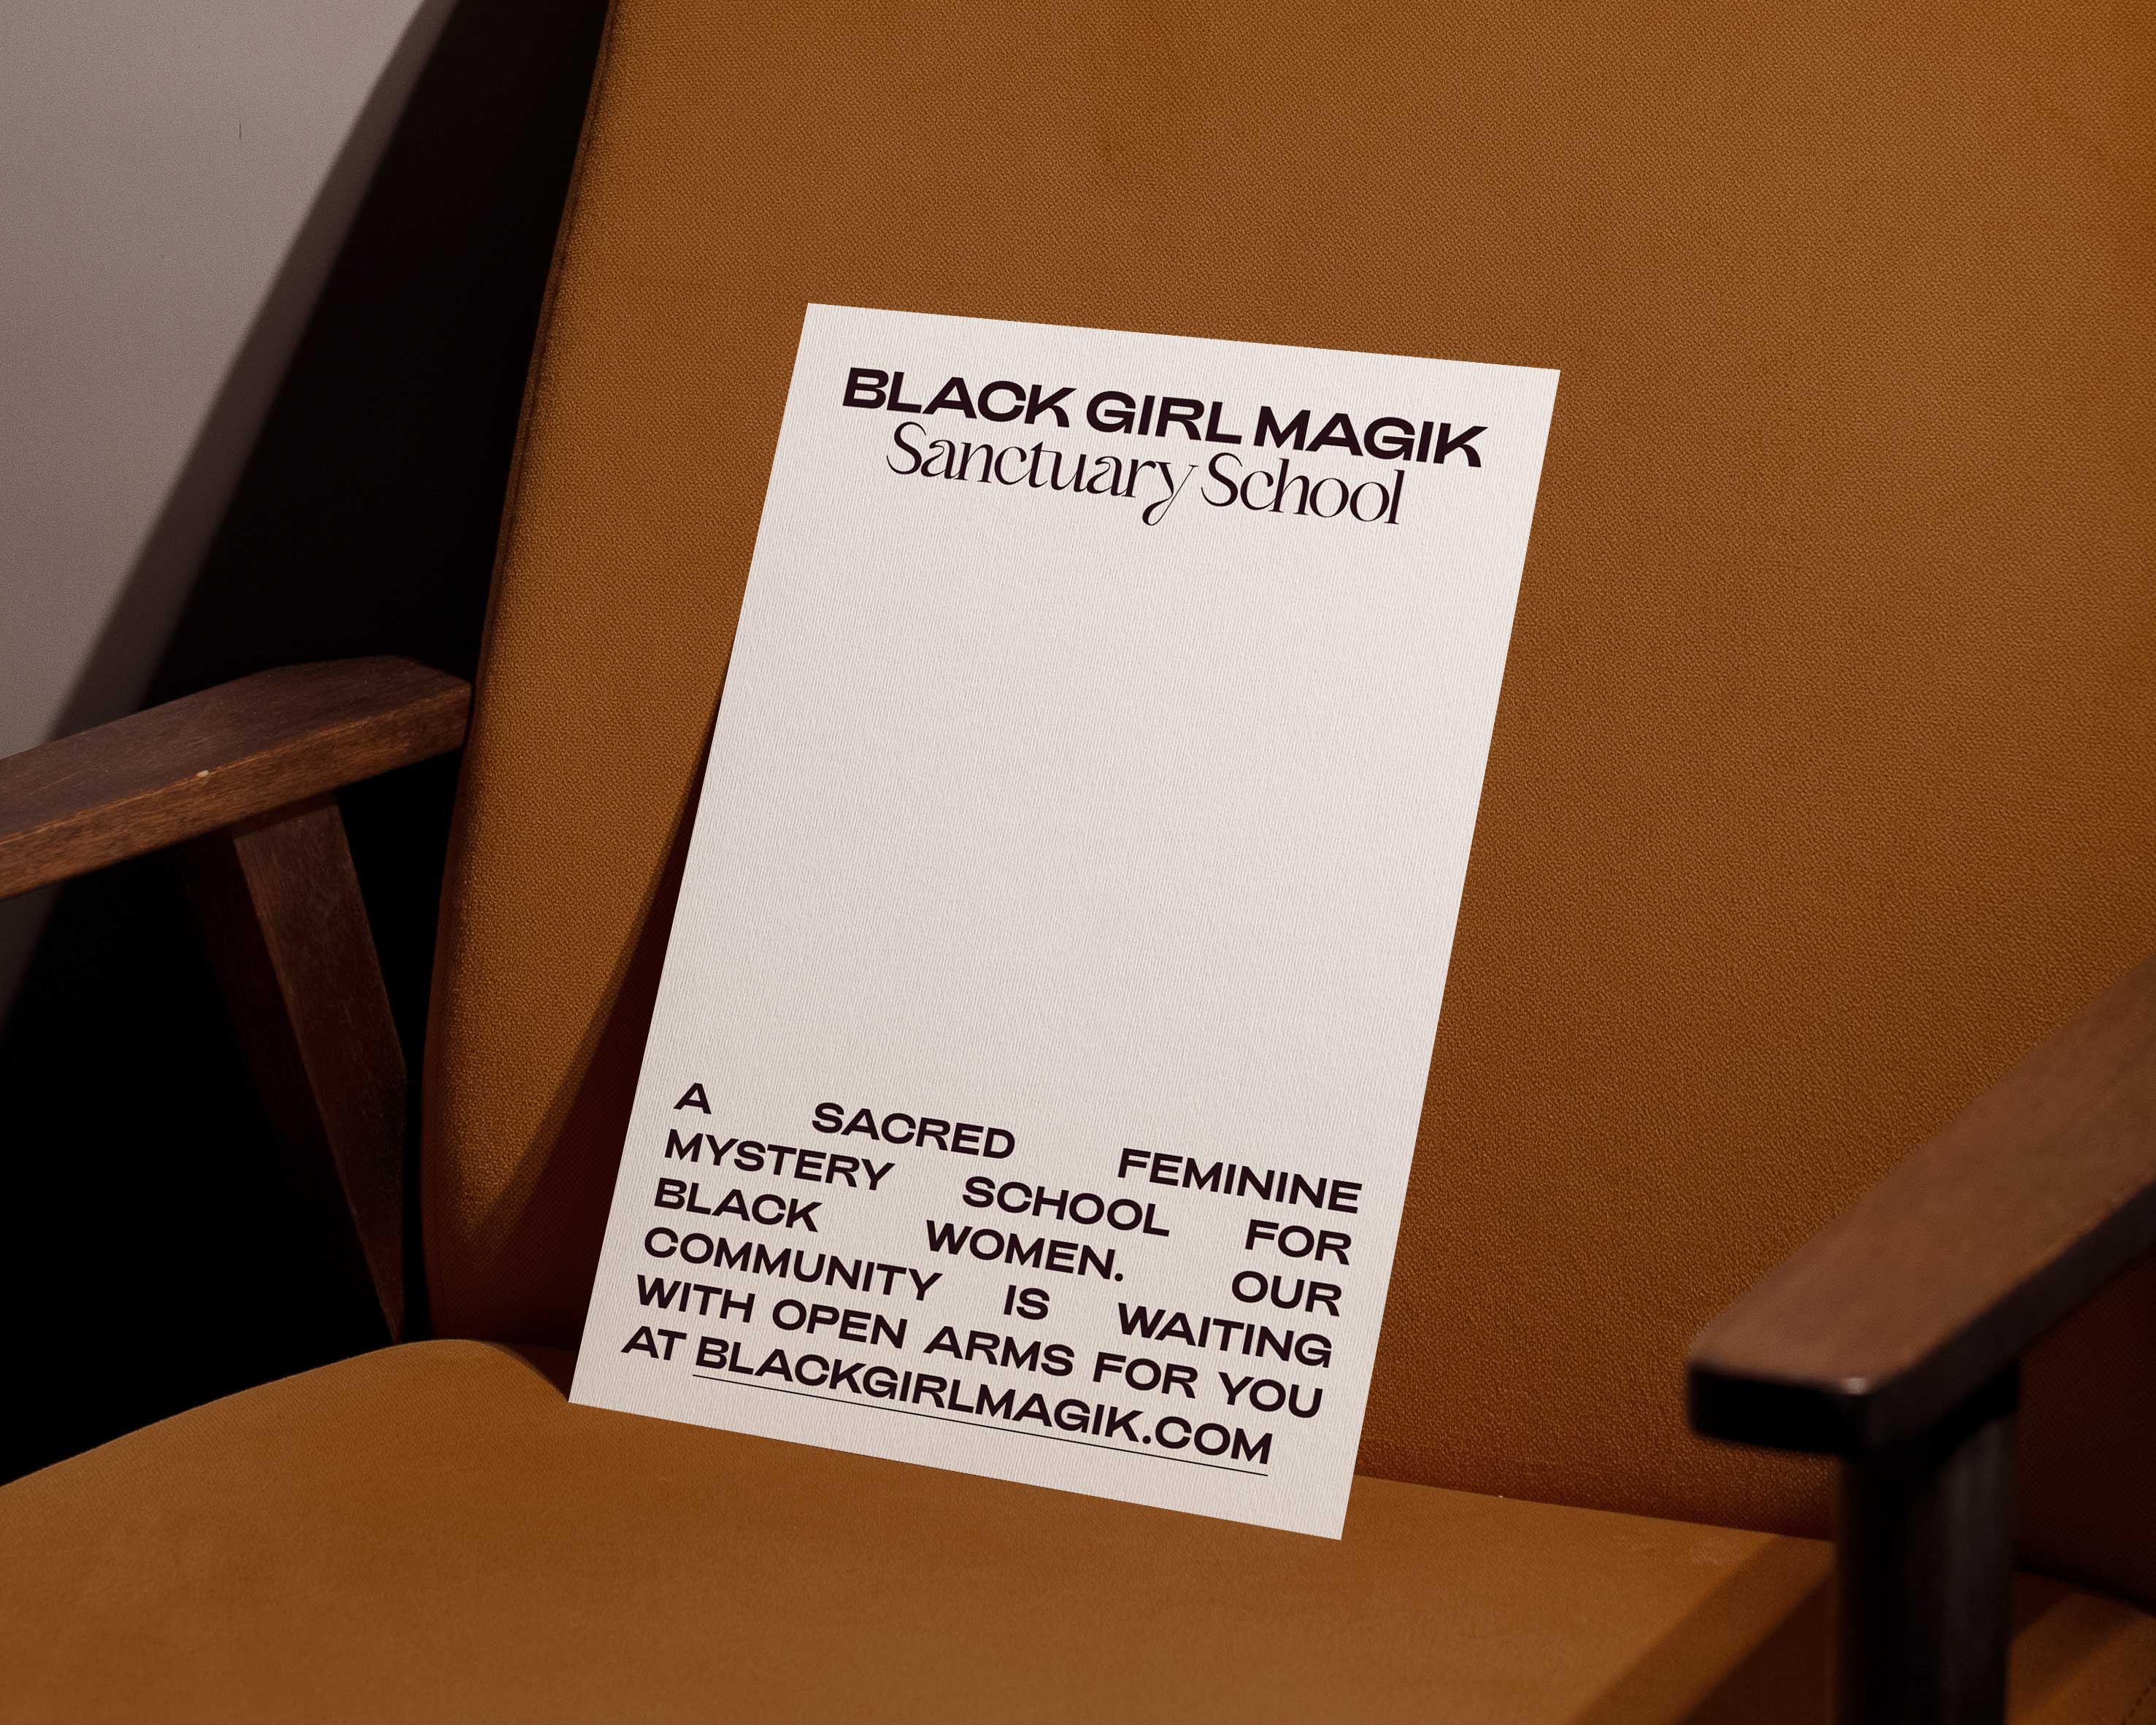 BLACK GIRL MAGIK
Sanctuary School
A SACRED FEMININE
MYSTERY SCHOOL FOR
BLACK WOMEN. OUR
COMMUNITY IS WAITING
WITH OPEN ARMS FOR YOU
AT BLACKGIRLMAGIK.COM